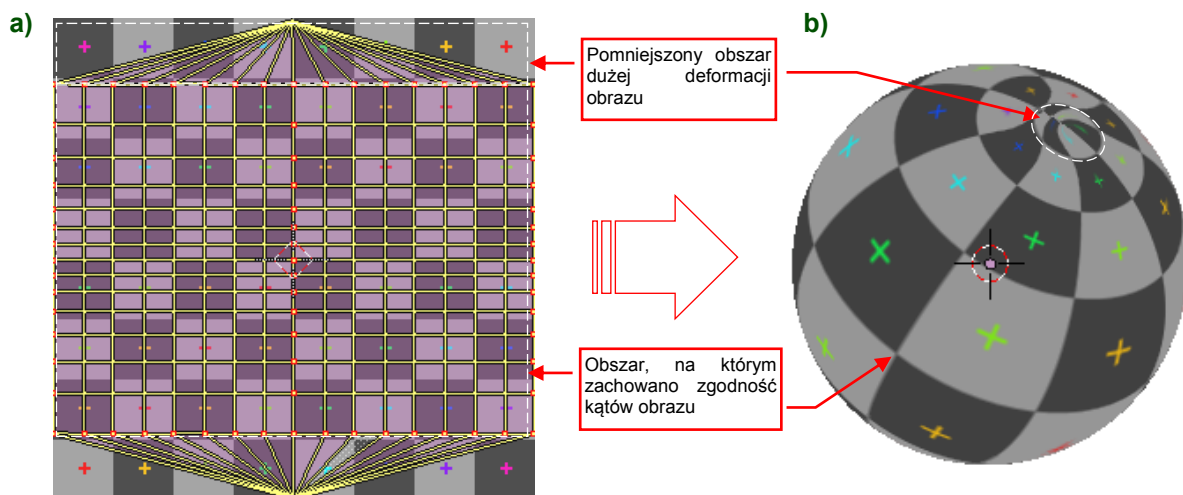 a)
b)
Pomniejszony obszar
dużej deformacji
obrazu
Obszar, na którym
zachowano zgodność
kątów obrazu